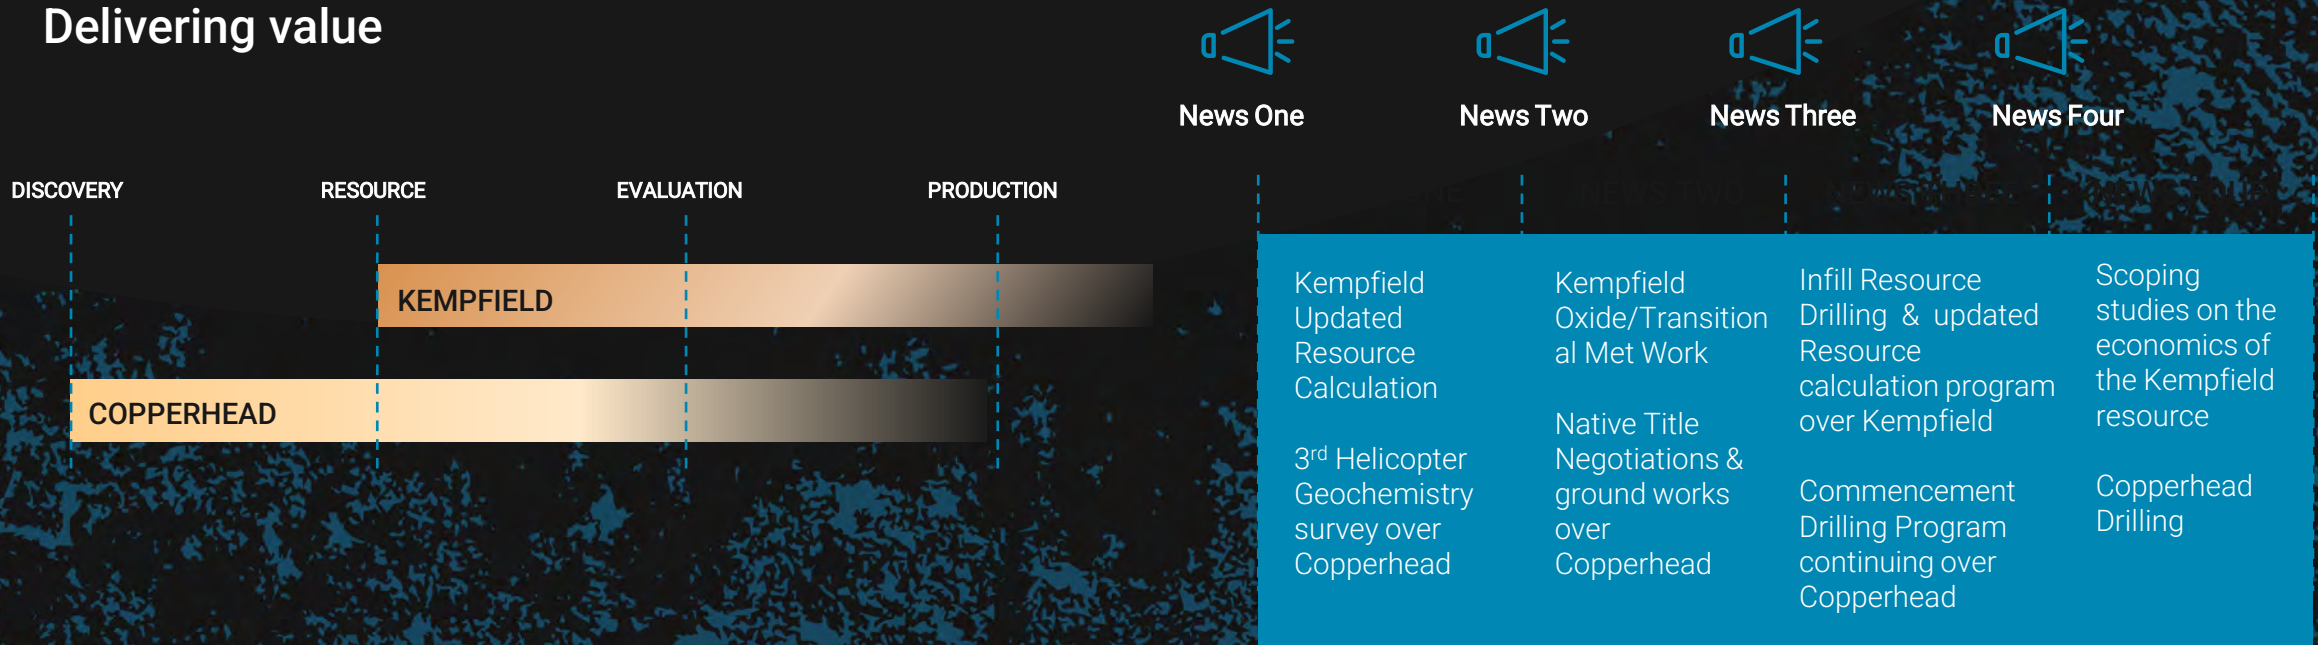 Delivering value
News One
News Two
News Three
News Four
DISCOVERY
RESOURCE
EVALUATION
PRODUCTION
KEMPFIELD
COPPERHEAD
Kempfield
Updated
Resource
Calculation
3rd Helicopter
Geochemistry
survey over
Copperhead
Kempfield
Oxide/Transition
al Met Work
Native Title
Negotiations &
ground works
over
Copperhead
Infill Resource
Drilling & updated
Resource
calculation program
over Kempfield
Commencement
Drilling Program
continuing over
Copperhead
Scoping
studies on the
economics of
the Kempfield
resource
Copperhead
Drilling